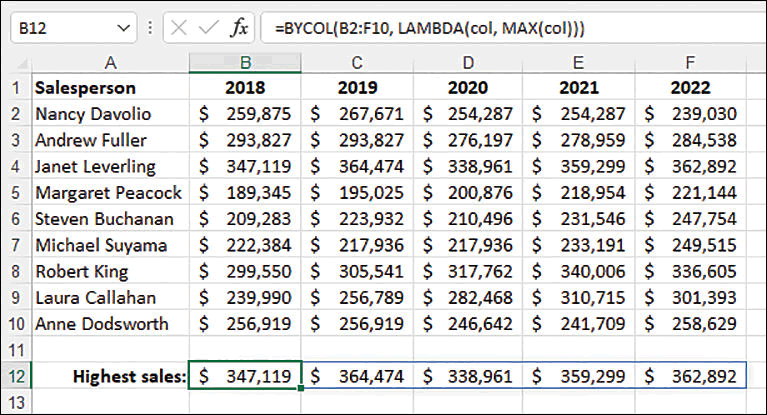 B12 fx =BYCOL(B2:F10, LAMBDA(col, MAX(col)))
A B C D E F
1 Salesperson 2018 2019 2020 2021 2022
2 Nancy Davolio $ 259,875 $ 267,671 $ 254,287 $ 254,287 $ 239,030
3 Andrew Fuller $ 293,827 $ 293,827 $ 276,197 $ 278,959 $ 284,538
4 Janet Leverling $ 347,119 $ 364,474 $ 338,961 $ 359,299 $ 362,892
5 Margaret Peacock $ 189,345 $ 195,025 $ 200,876 $ 218,954 $ 221,144
6 Steven Buchanan $ 209,283 $ 223,932 $ 210,496 $ 231,546 $ 247,754
7 Michael Suyama $ 222,384 $ 217,936 $ 217,936 $ 233,191 $ 249,515
8 Robert King $ 299,550 $ 305,541 $ 317,762 $ 340,006 $ 336,605
9 Laura Callahan $ 239,990 $ 256,789 $ 282,468 $ 310,715 $ 301,393
10 Anne Dodsworth $ 256,919 $ 256,919 $ 246,642 $ 241,709 $ 258,629
11
12 Highest sales: $ 347,119 $ 364,474 $ 338,961 $ 359,299 $ 362,892
13